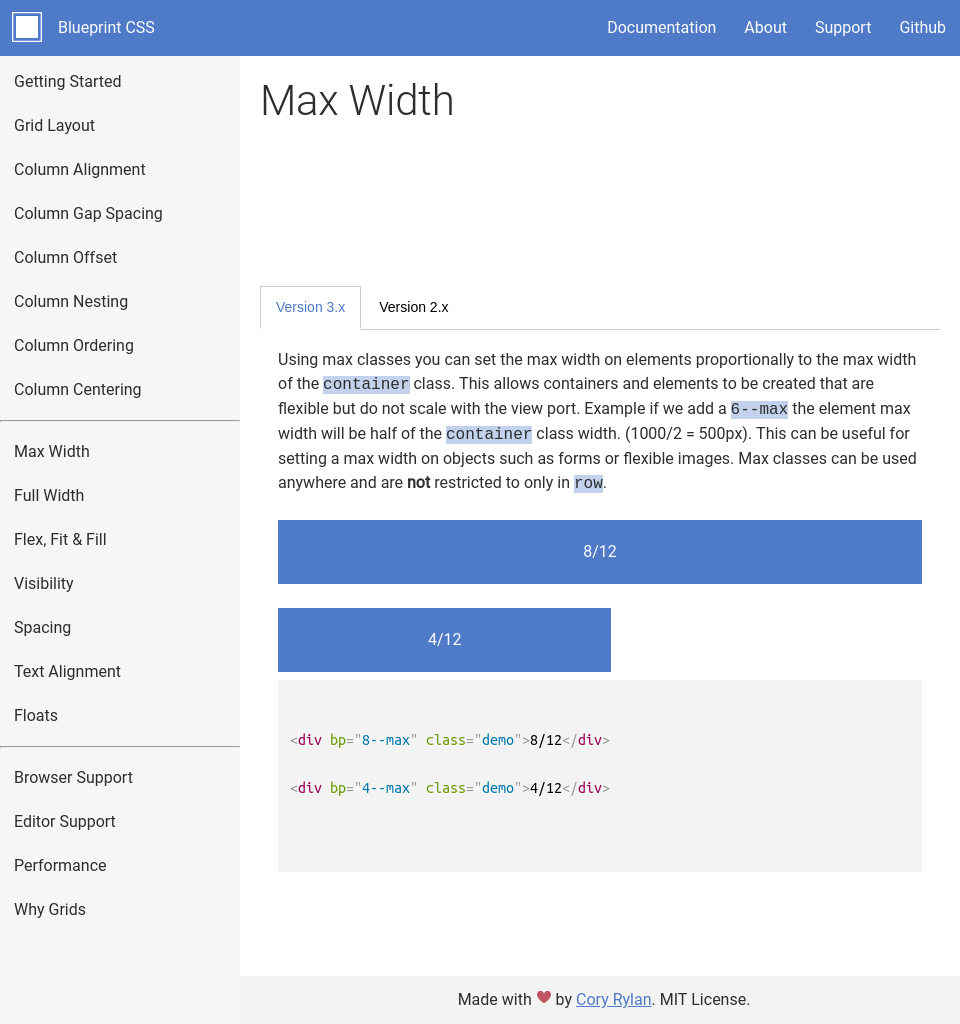 Blueprint CSS
Documentation
About
Support
Github
Getting Started
Grid Layout
Column Alignment
Column Gap Spacing
Column Offset
Column Nesting
Column Ordering
Column Centering
Max Width
Full Width
Flex, Fit & Fill
Visibility
Spacing
Text Alignment
Floats
Browser Support
Editor Support
Performance
Why Grids
Max Width
Version 3.x
Version 2.x
Using max classes you can set the max width on elements proportionally to the max width
of the container class. This allows containers and elements to be created that are
flexible but do not scale with the view port. Example if we add a 6--max the element max
width will be half of the container class width. (1000/2 = 500px). This can be useful for
setting a max width on objects such as forms or flexible images. Max classes can be used
anywhere and are not restricted to only in row.
8/12
4/12
<div bp="8--max" class="demo">8/12</div>
<div bp="4--max" class="demo">4/12</div>
Made with ❤ by Cory Rylan. MIT License.